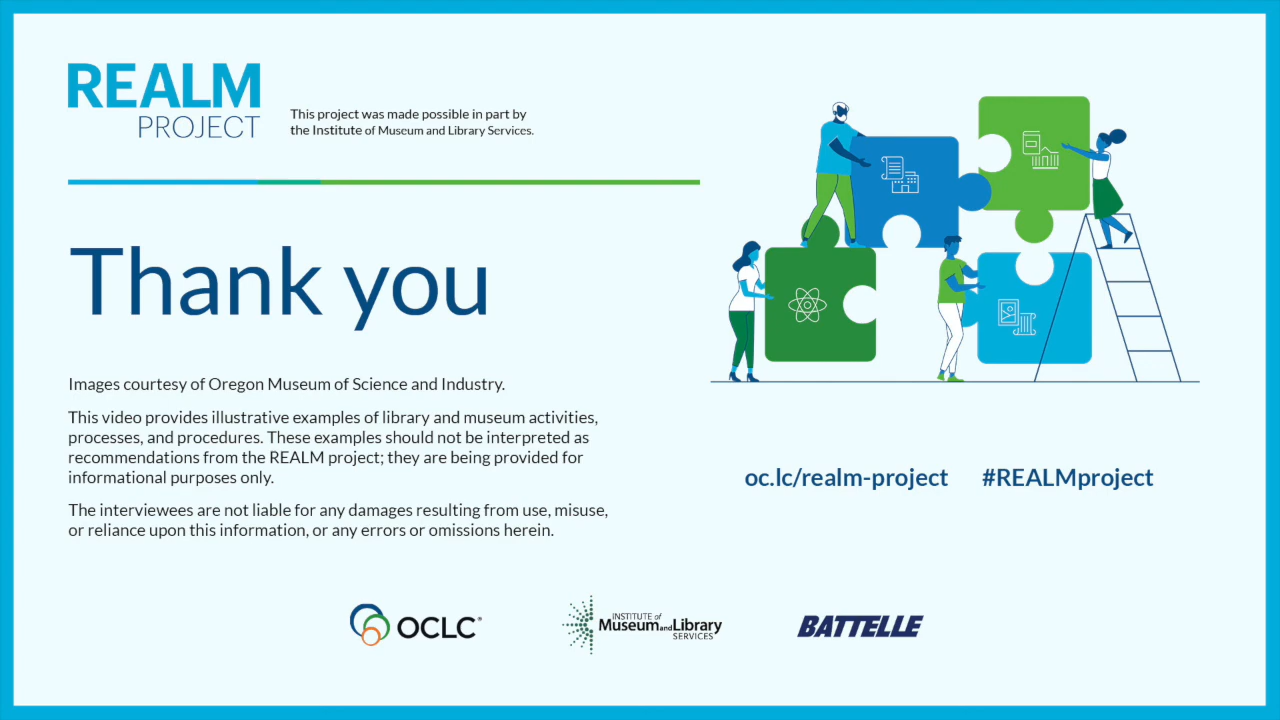 REALM
PROJECT
This project was made possible in part by
the Institute of Museum and Library Services.
Thank you
Images courtesy of Oregon Museum of Science and Industry.
This video provides illustrative examples of library and museum activities,
processes, and procedures. These examples should not be interpreted as
recommendations from the REALM project; they are being provided for
informational purposes only.
The interviewees are not liable for any damages resulting from use, misuse,
or reliance upon this information, or any errors or omissions herein.
oc.lc/realm-project #REALMproject
OCLC®
INSTITUTE of
Museum and Library
SERVICES
BATTELLE